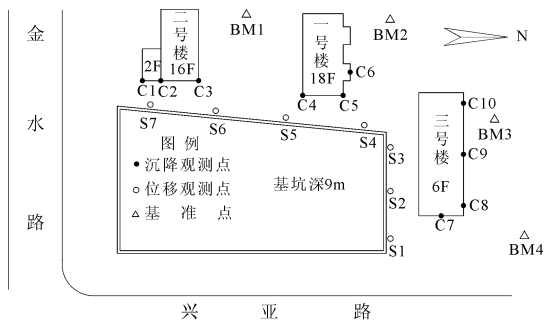 金水路
二号楼
2F
16F
BM1
一号楼
18F
BM2
N
C1
C2
C3
C4
C5
C6
三号楼
6F
C10
BM3
C9
C8
C7
BM4
S7
S6
S5
S4
S3
S2
S1
图例
沉降观测点
位移观测点
基准点
基坑深9m
兴亚路